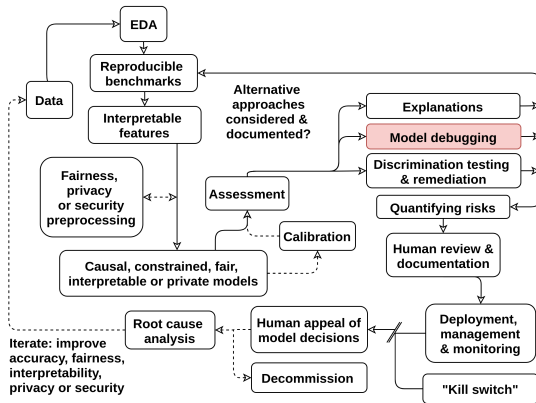 EDA
Reproducible
benchmarks
Data
Interpretable
features
Alternative
approaches
considered &
documented?
Explanations
Model debugging
Discrimination testing
& remediation
Fairness,
privacy
or security
preprocessing
Assessment
Quantifying risks
Calibration
Human review &
documentation
Causal, constrained, fair,
interpretable or private models
Root cause
analysis
Human appeal of
model decisions
Deployment,
management
& monitoring
Iterate: improve
accuracy, fairness,
interpretability,
privacy or security
Decommission
"Kill switch"